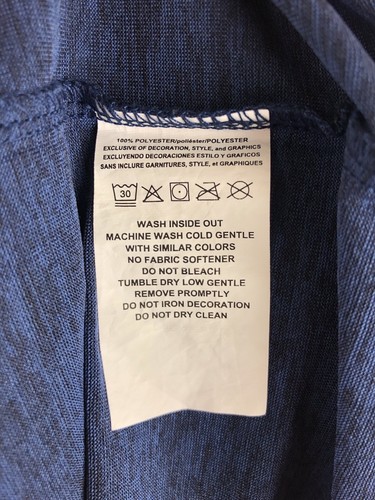 100% POLYESTER/poliéster/POLYESTER
EXCLUSIVE OF DECORATION, STYLE, and GRAPHICS
EXCLUYENDO DECORACIONES ESTILO Y GRAFICOS
SANS INCLURE GARNITURES, STYLE, et GRAPHIQUES
30
WASH INSIDE OUT
MACHINE WASH COLD GENTLE
WITH SIMILAR COLORS
NO FABRIC SOFTENER
DO NOT BLEACH
TUMBLE DRY LOW GENTLE
REMOVE PROMPTLY
DO NOT IRON DECORATION
DO NOT DRY CLEAN